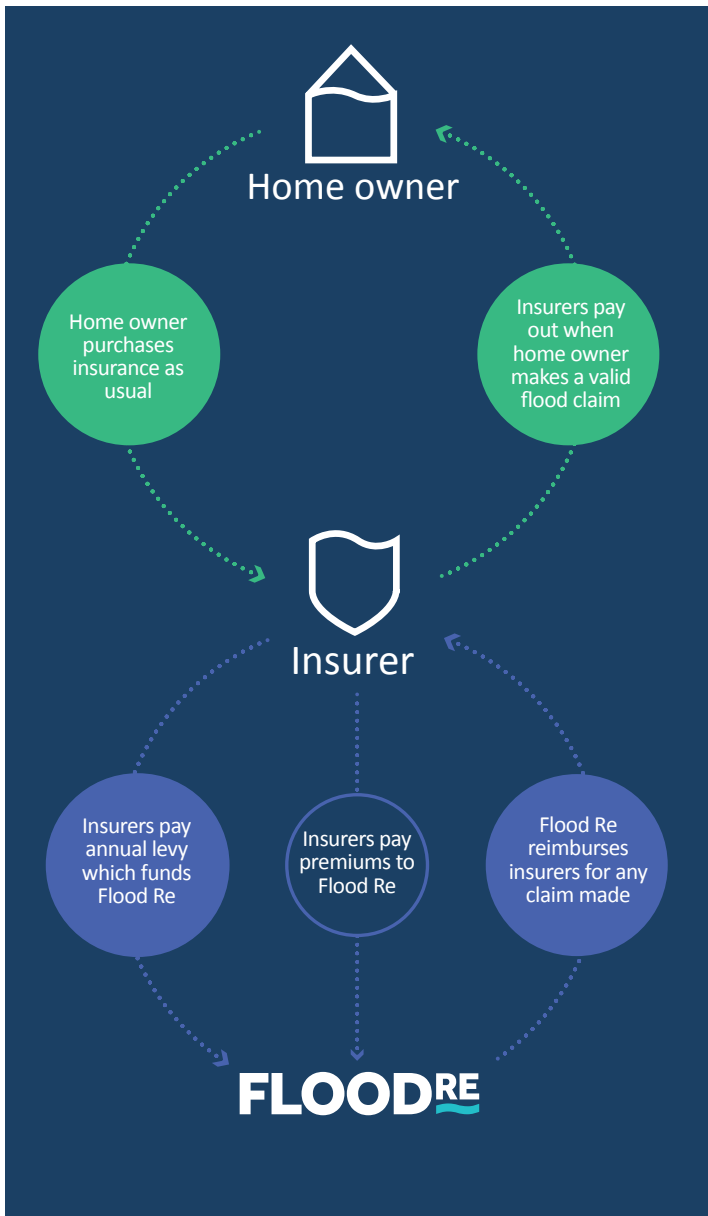 Home owner
Home owner
purchases
insurance as
usual
Insurers pay
out when
home owner
makes a valid
flood claim
Insurer
Insurers pay
annual levy
which funds
Flood Re
Insurers pay
premiums to
Flood Re
Flood Re
reimburses
insurers for any
claim made
FLOODRE